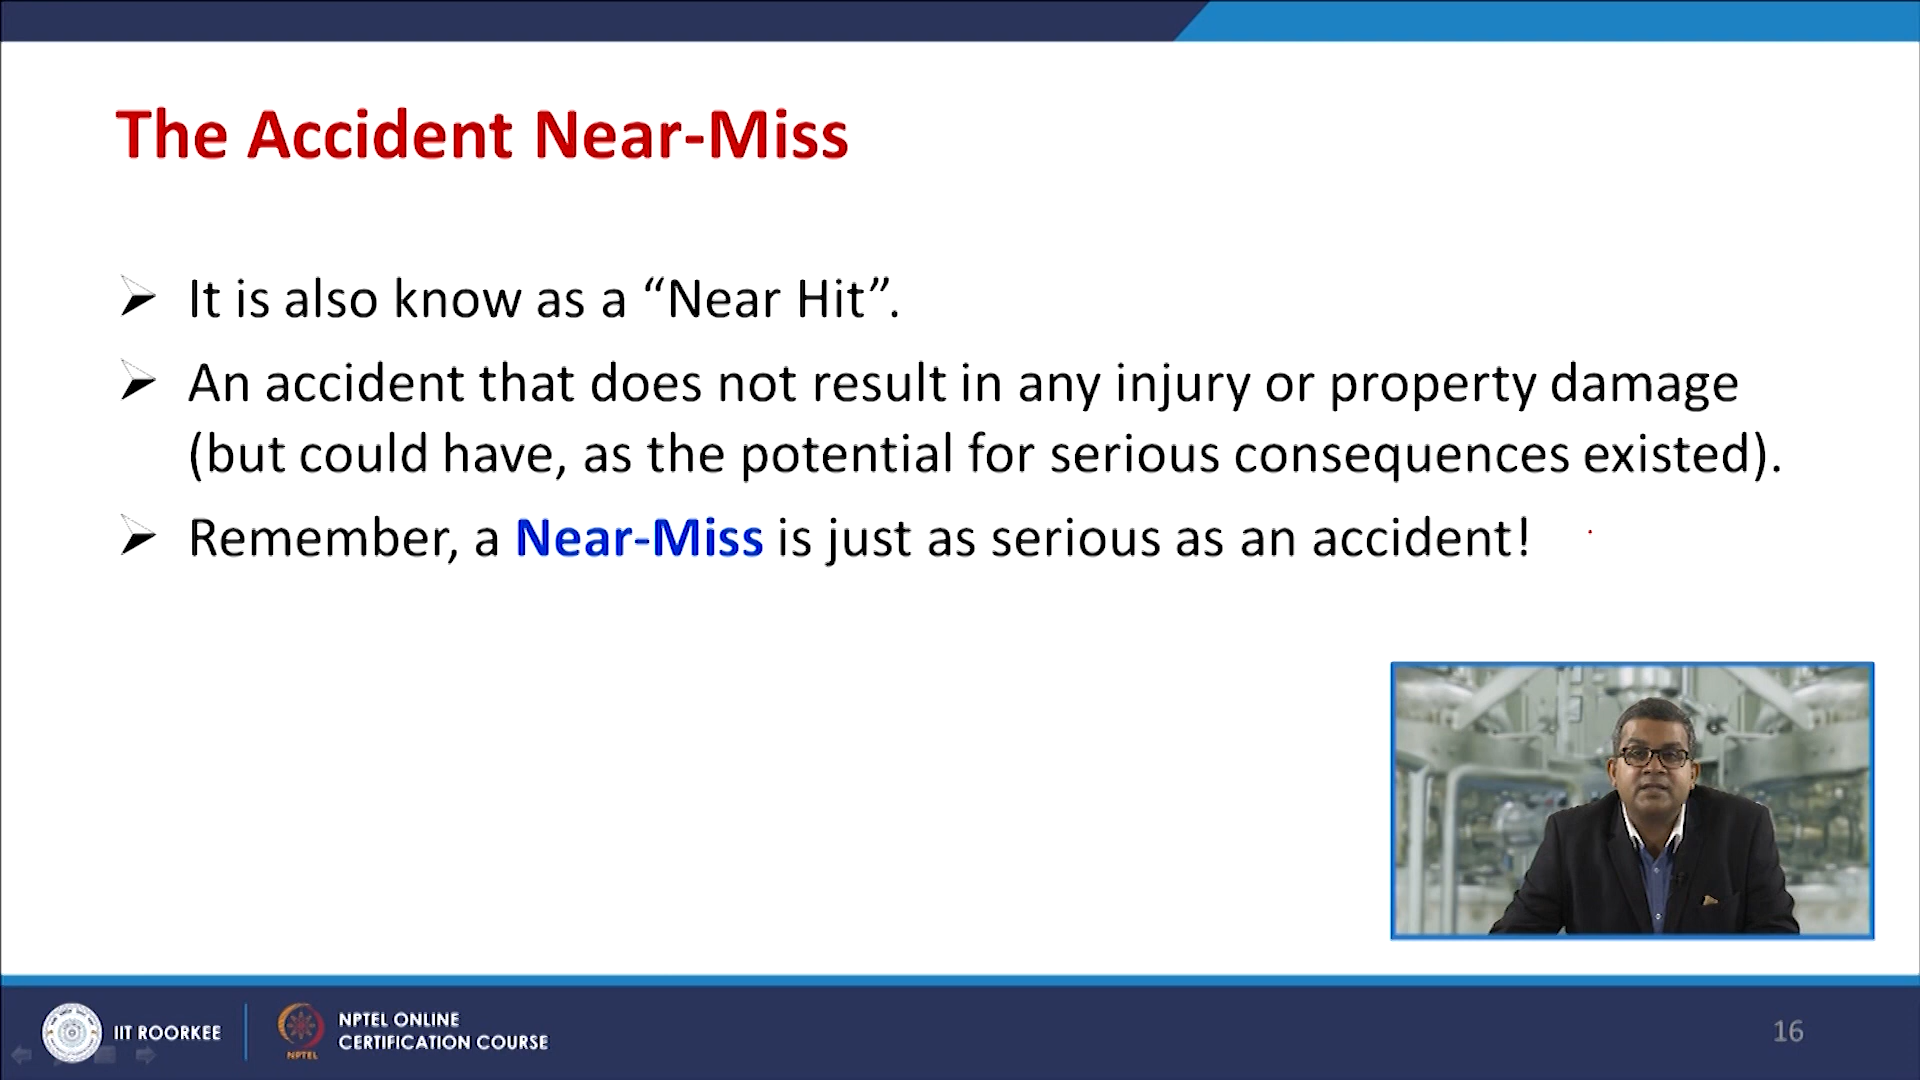 The Accident Near-Miss
It is also know as a “Near Hit”.
An accident that does not result in any injury or property damage
(but could have, as the potential for serious consequences existed).
Remember, a Near-Miss is just as serious as an accident!
IIT ROORKEE
NPTEL
NPTEL ONLINE
CERTIFICATION COURSE
16